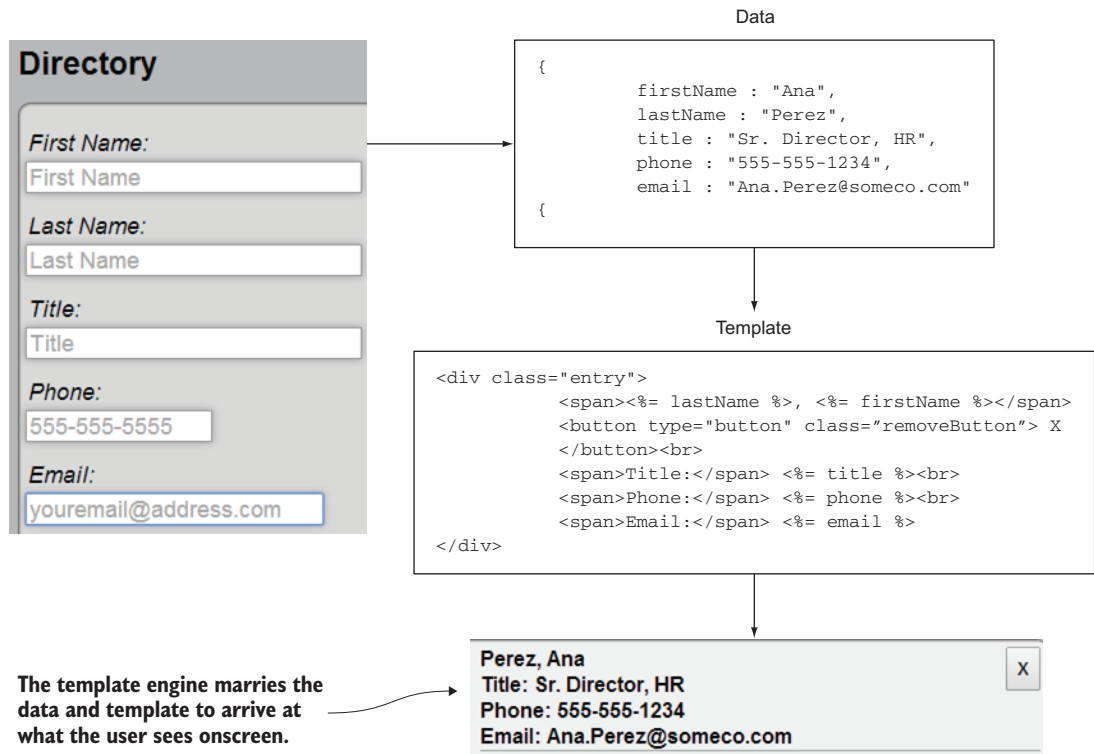 Directory
First Name:
First Name
Last Name:
Last Name
Title:
Title
Phone:
555-555-5555
Email:
youremail@address.com
Data
{
firstName : "Ana",
lastName : "Perez",
title : "Sr. Director, HR",
phone : "555-555-1234",
email : "Ana.Perez@someco.com"
{
Template
<div class="entry">
<span><%= lastName %>, <%= firstName %></span>
<button type="button" class=”removeButton”> X
</button><br>
<span>Title:</span> <%= title %><br>
<span>Phone:</span> <%= phone %><br>
<span>Email:</span> <%= email %>
</div>
The template engine marries the
data and template to arrive at
what the user sees onscreen.
Perez, Ana
X
Title: Sr. Director, HR
Phone: 555-555-1234
Email: Ana.Perez@someco.com